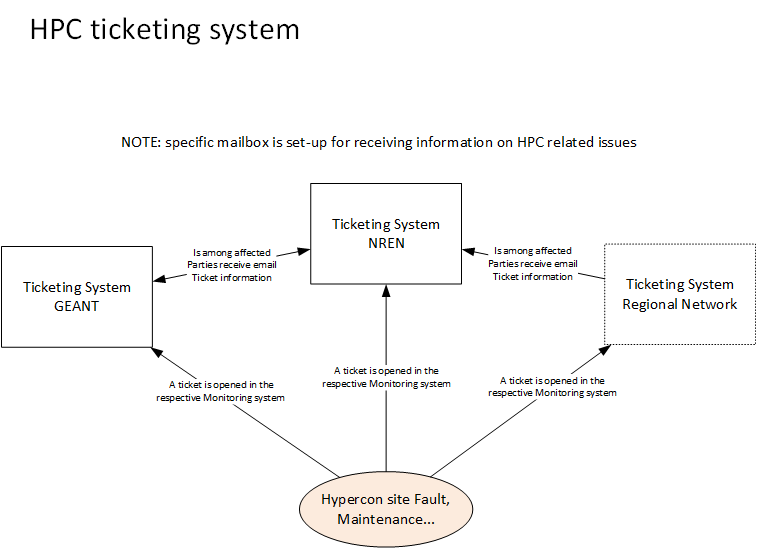 HPC ticketing system
NOTE: specific mailbox is set-up for receiving information on HPC related issues
Ticketing System
NREN
Is among affected
Parties receive email
Ticket information
Is among affected
Parties receive email
Ticket information
Ticketing System
GEANT
Ticketing System
Regional Network
A ticket is opened in the
respective Monitoring system
A ticket is opened in the
respective Monitoring system
A ticket is opened in the
respective Monitoring system
Hypercon site Fault,
Maintenance...